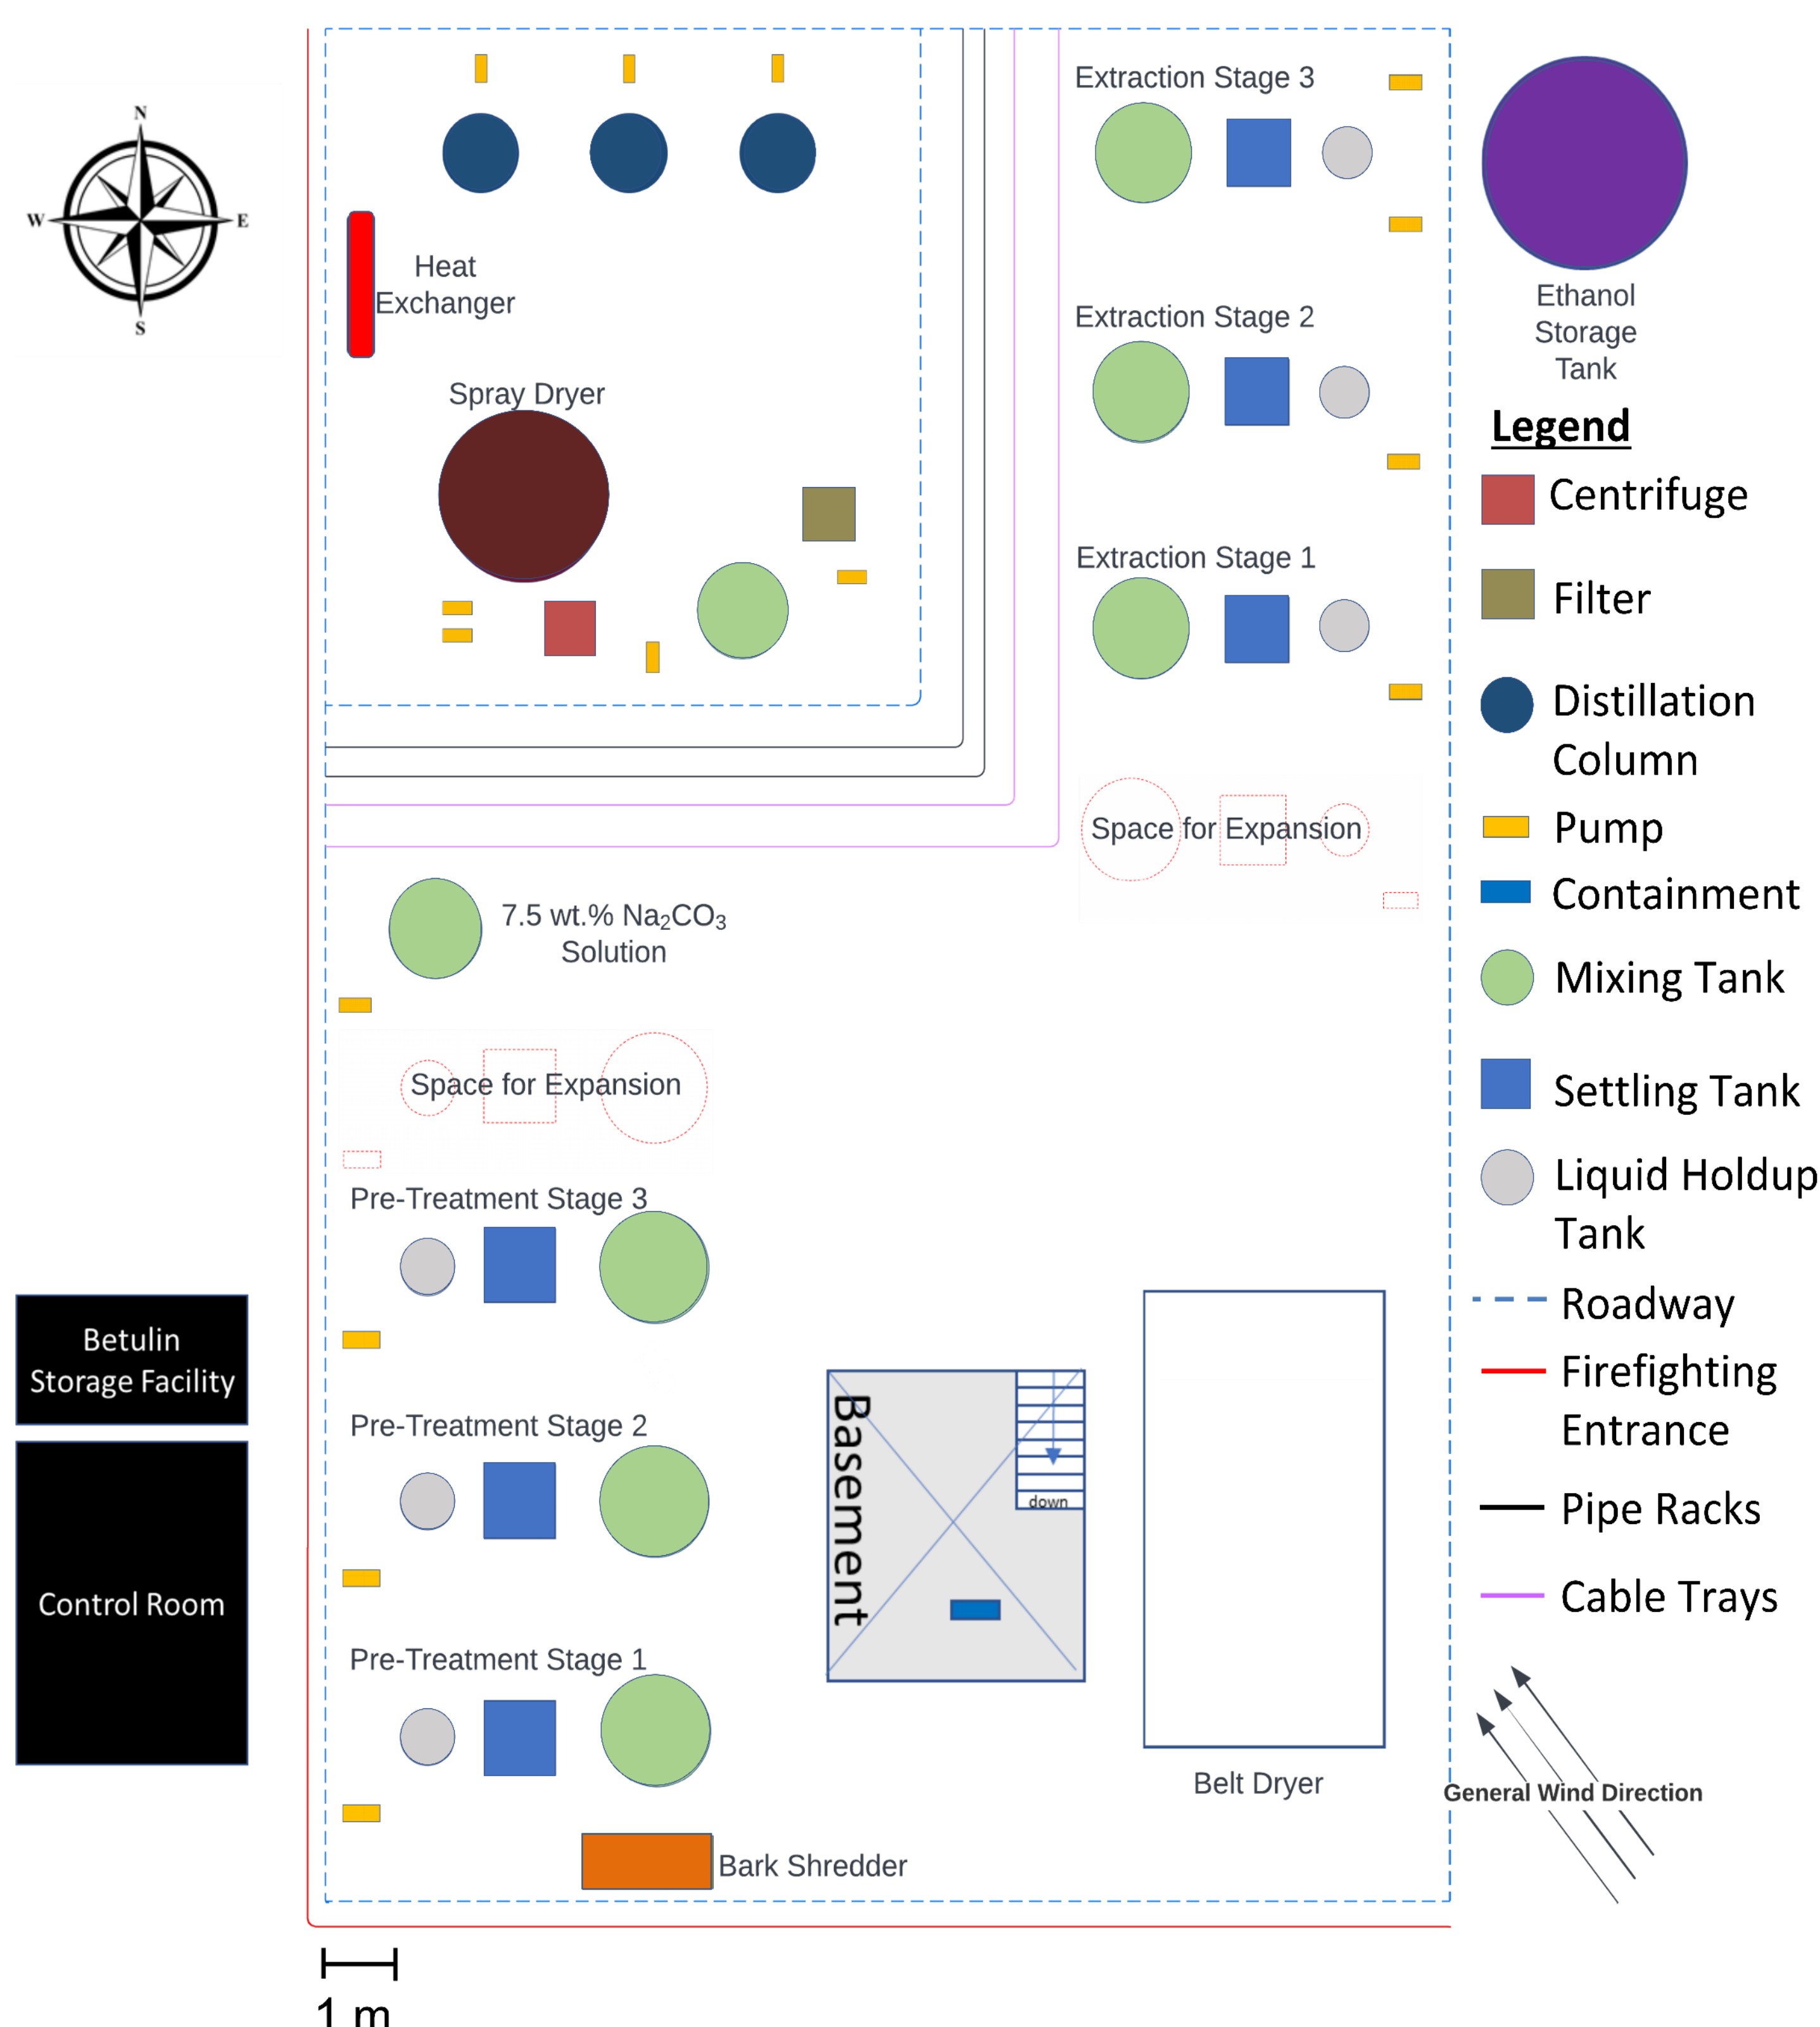 N
W
E
S
Heat
Exchanger
Spray Dryer
Extraction Stage 3
Extraction Stage 2
Extraction Stage 1
Space for Expansion
Ethanol
Storage
Tank
7.5 wt.% Na₂CO₃
Solution
Space for Expansion
Pre-Treatment Stage 3
Pre-Treatment Stage 2
Pre-Treatment Stage 1
Bark Shredder
Betulin
Storage Facility
Control Room
Basement
down
Belt Dryer
Legend
Centrifuge
Filter
Distillation
Column
Pump
Containment
Mixing Tank
Settling Tank
Liquid Holdup
Tank
Roadway
Firefighting
Entrance
Pipe Racks
Cable Trays
General Wind Direction
1 m